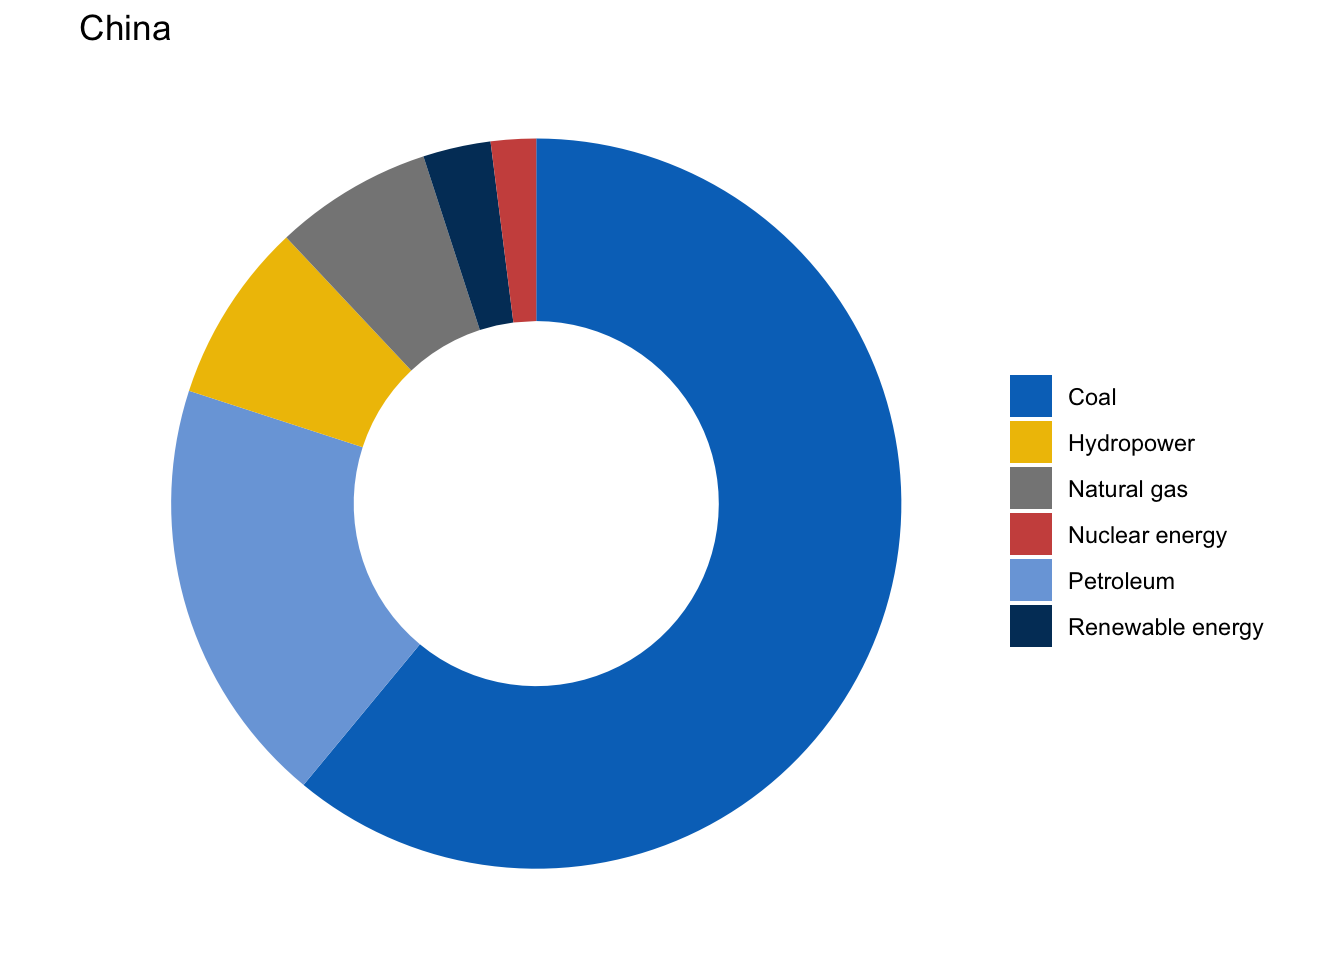 China
Coal
Hydropower
Natural gas
Nuclear energy
Petroleum
Renewable energy